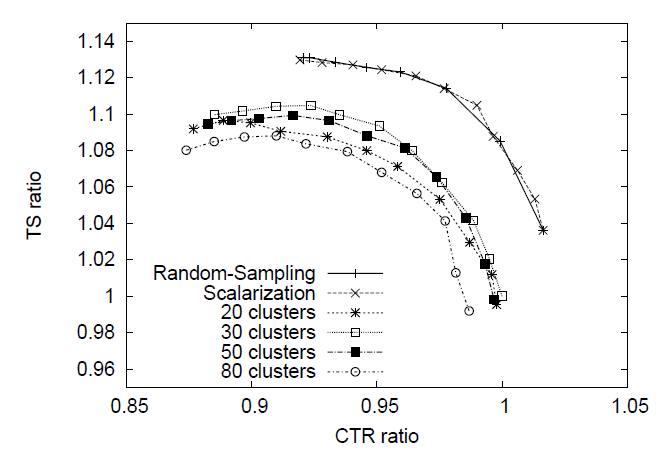 1.14
1.12
1.1
1.08
1.06
1.04
1.02
1
0.98
0.96
TS ratio
Random-Sampling
Scalarization
20 clusters
30 clusters
50 clusters
80 clusters
0.85 0.9 0.95 1 1.05
CTR ratio